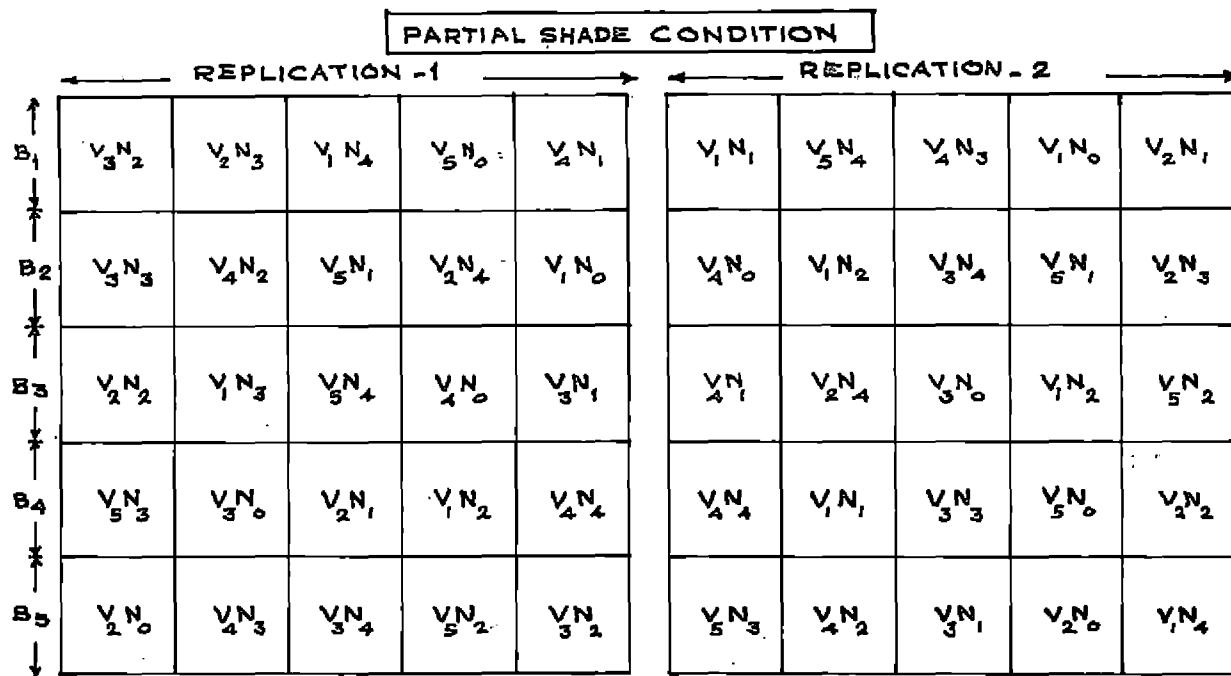 PARTIAL SHADE CONDITION
REPLICATION-1 REPLICATION-2
B₁ V₃N₂ V₂N₃ V₁N₄ V₅N₀ V₄N₁ V₁N₁ V₅N₄ V₄N₃ V₁N₀ V₂N₁
B₂ V₃N₃ V₄N₂ V₅N₁ V₂N₄ V₁N₀ V₄N₀ V₁N₂ V₃N₄ V₅N₁ V₂N₃
B₃ V₂N₂ V₁N₃ V₅N₄ V₄N₀ V₃N₁ V₄N₁ V₂N₄ V₃N₀ V₁N₂ V₅N₂
B₄ V₅N₃ V₃N₀ V₂N₁ V₁N₂ V₄N₄ V₄N₄ V₁N₁ V₃N₃ V₅N₀ V₂N₂
B₅ V₂N₀ V₄N₃ V₃N₄ V₅N₂ V₃N₂ V₅N₃ V₄N₂ V₃N₁ V₂N₀ V₁N₄